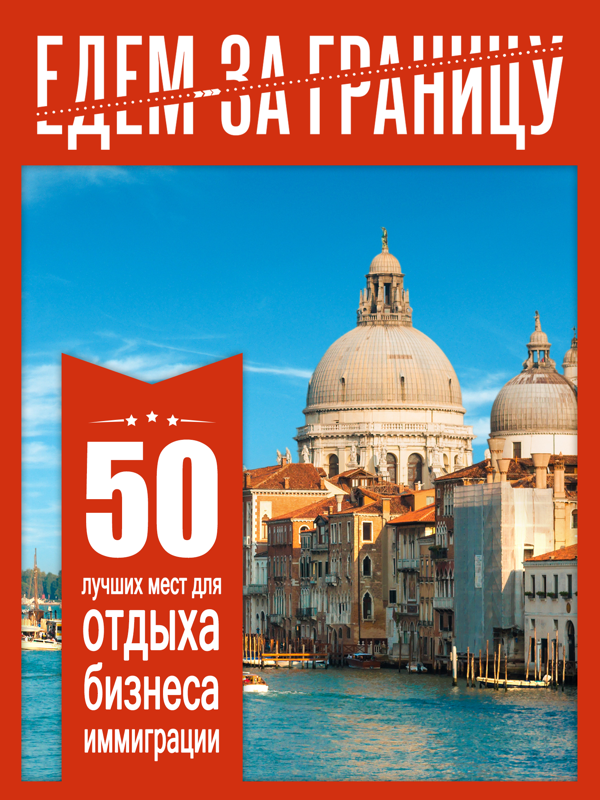 ЕДЕМ ЗА ГРАНИЦУ
50
лучших мест для
отдыха
бизнеса
иммиграции